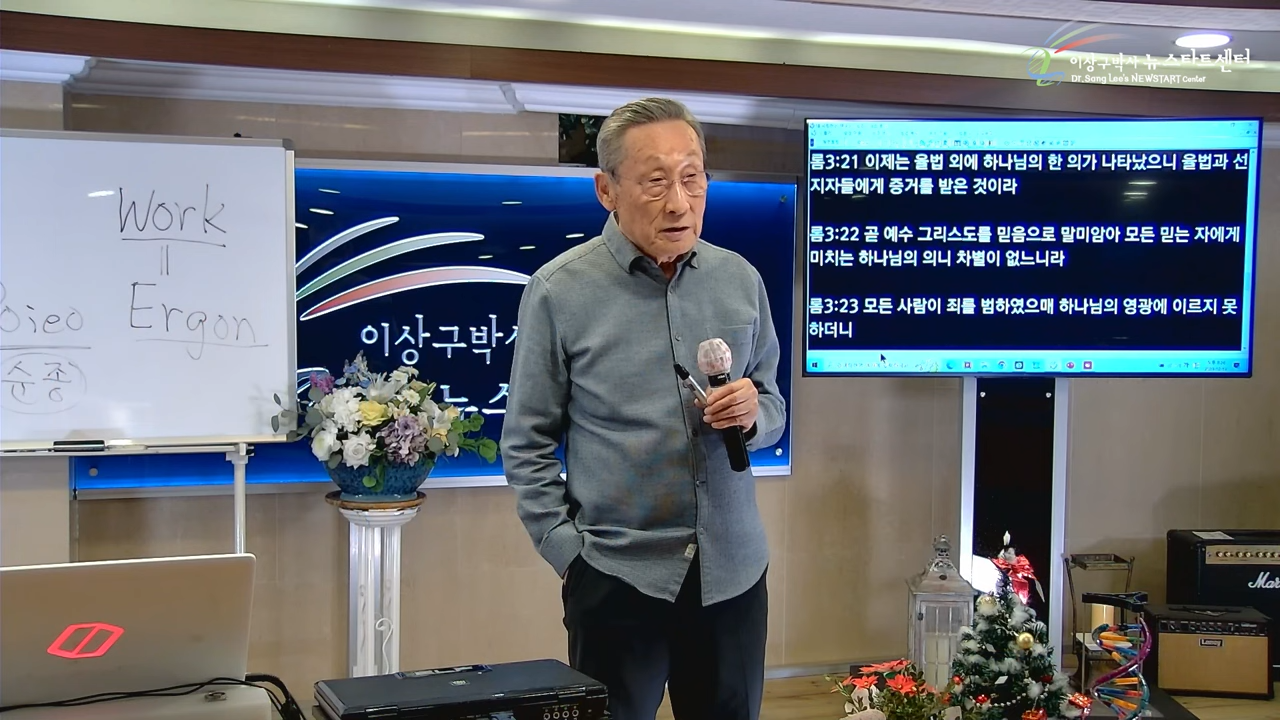 이상구박사 뉴스타트센터
Dr. Sang Lee's NEWSTART Center
Work
=
Ergon
oieo
순종
이상구박사
뉴스
롬3:21 이제는 율법 외에 하나님의 한 의가 나타났으니 율법과 선
지자들에게 증거를 받은 것이라
롬3:22 곧 예수 그리스도를 믿음으로 말미암아 모든 믿는 자에게
미치는 하나님의 의니 차별이 없느니라
롬3:23 모든 사람이 죄를 범하였으매 하나님의 영광에 이르지 못
하더니
Mar
Laney